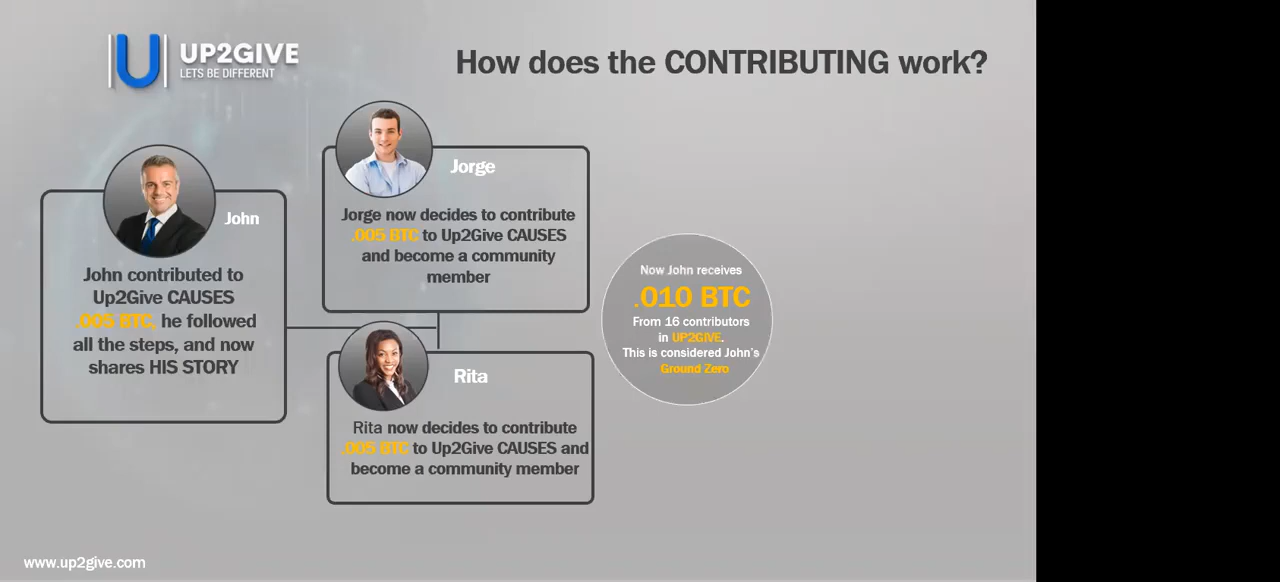 UP2GIVE
LETS BE DIFFERENT
How does the CONTRIBUTING work?
John
John contributed to
Up2Give CAUSES
.005 BTC, he followed
all the steps, and now
shares HIS STORY
Jorge
Jorge now decides to contribute
.005 BTC to Up2Give CAUSES
and become a community
member
Rita
Rita now decides to contribute
.005 BTC to Up2Give CAUSES and
become a community member
Now John receives
.010 BTC
From 16 contributors
in UP2GIVE.
This is considered John's
Ground Zero
www.up2give.com